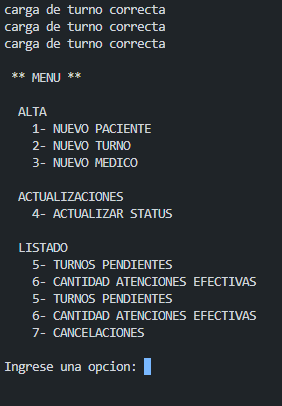 carga de turno correcta
carga de turno correcta
carga de turno correcta
** MENU **
ALTA
1- NUEVO PACIENTE
2- NUEVO TURNO
3- NUEVO MEDICO
ACTUALIZACIONES
4- ACTUALIZAR STATUS
LISTADO
5- TURNOS PENDIENTES
6- CANTIDAD ATENCIONES EFECTIVAS
5- TURNOS PENDIENTES
6- CANTIDAD ATENCIONES EFECTIVAS
7- CANCELACIONES
Ingrese una opcion: